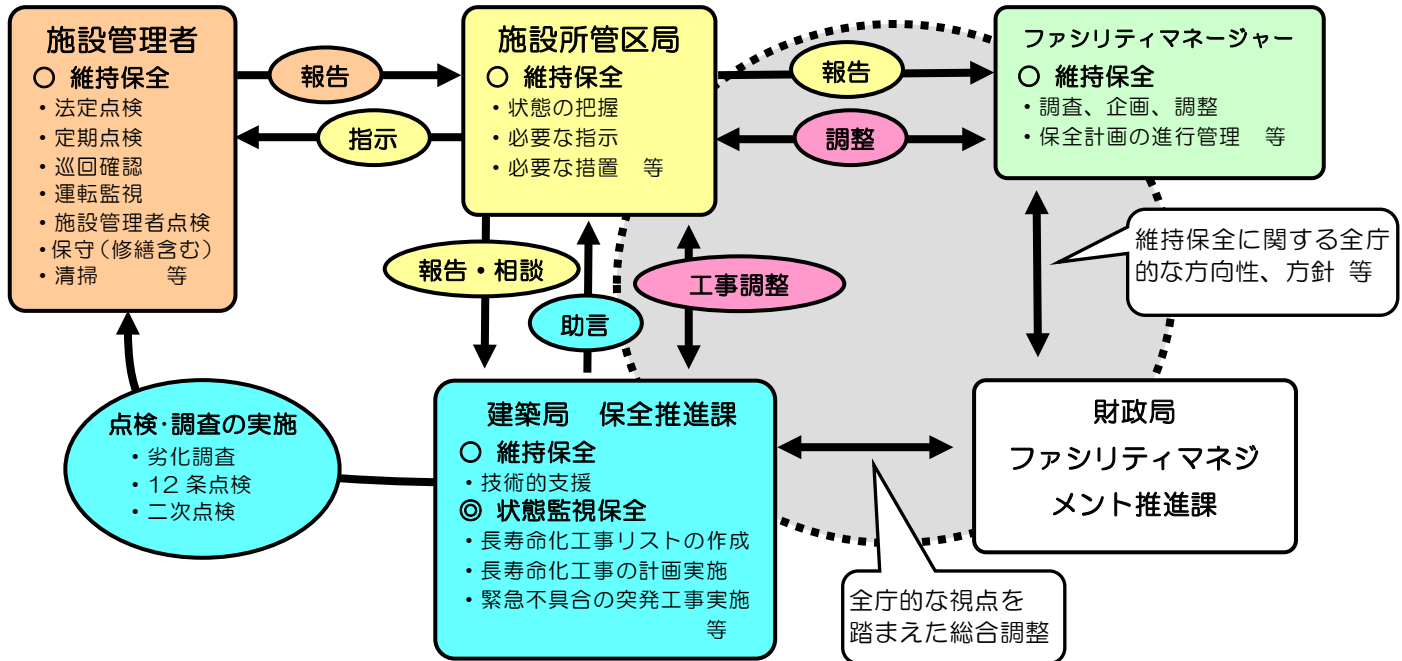 施設管理者
○ 維持保全
・法定点検
・定期点検
・巡回確認
・運転監視
・施設管理者点検
・保守（修繕含む）
・清掃　　　等
報告
指示
施設所管区局
○ 維持保全
・状態の把握
・必要な指示
・必要な措置　等
報告
調整
ファシリティマネージャー
○ 維持保全
・調査、企画、調整
・保全計画の進行管理　等
維持保全に関する全庁
的な方向性、方針 等
報告・相談
助言
工事調整
点検・調査の実施
・劣化調査
・12 条点検
・二次点検
建築局　保全推進課
○ 維持保全
・技術的支援
◎ 状態監視保全
・長寿命化工事リストの作成
・長寿命化工事の計画実施
・緊急不具合の突発工事実施
等
財政局
ファシリティマネジ
メント推進課
全庁的な視点を
踏まえた総合調整